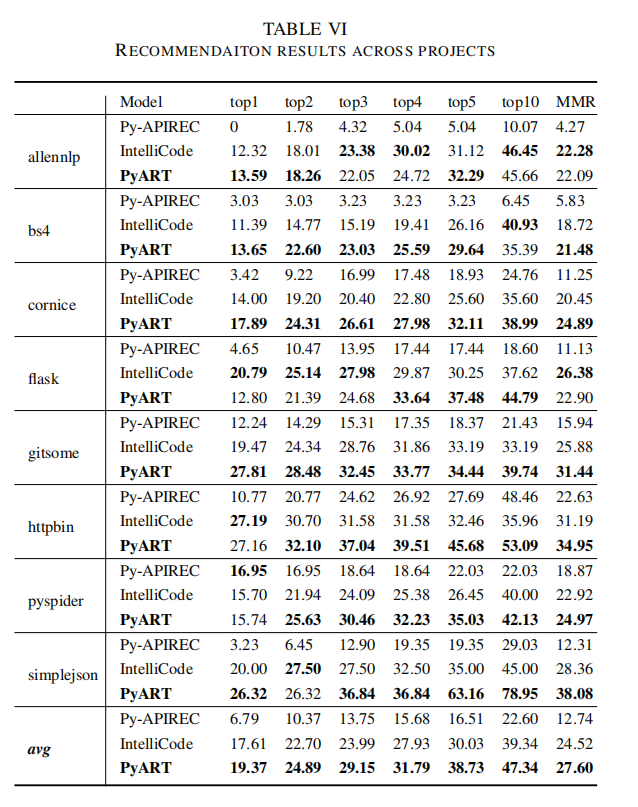 TABLE VI
RECOMMENDAITON RESULTS ACROSS PROJECTS
Model top1 top2 top3 top4 top5 top10 MMR
allennlp
Py-APIREC 0 1.78 4.32 5.04 5.04 10.07 4.27
IntelliCode 12.32 18.01 23.38 30.02 31.12 46.45 22.28
PyART 13.59 18.26 22.05 24.72 32.29 45.66 22.09
bs4
Py-APIREC 3.03 3.03 3.23 3.23 3.23 6.45 5.83
IntelliCode 11.39 14.77 15.19 19.41 26.16 40.93 18.72
PyART 13.65 22.60 23.03 25.59 29.64 35.39 21.48
cornice
Py-APIREC 3.42 9.22 16.99 17.48 18.93 24.76 11.25
IntelliCode 14.00 19.20 20.40 22.80 25.60 35.60 20.45
PyART 17.89 24.31 26.61 27.98 32.11 38.99 24.89
flask
Py-APIREC 4.65 10.47 13.95 17.44 17.44 18.60 11.13
IntelliCode 20.79 25.14 27.98 29.87 30.25 37.62 26.38
PyART 12.80 21.39 24.68 33.64 37.48 44.79 22.90
gitsome
Py-APIREC 12.24 14.29 15.31 17.35 18.37 21.43 15.94
IntelliCode 19.47 24.34 28.76 31.86 33.19 33.19 25.88
PyART 27.81 28.48 32.45 33.77 34.44 39.74 31.44
httpbin
Py-APIREC 10.77 20.77 24.62 26.92 27.69 48.46 22.63
IntelliCode 27.19 30.70 31.58 31.58 32.46 35.96 31.19
PyART 27.16 32.10 37.04 39.51 45.68 53.09 34.95
pyspider
Py-APIREC 16.95 16.95 18.64 18.64 22.03 22.03 18.87
IntelliCode 15.70 21.94 24.09 25.38 26.45 40.00 22.92
PyART 15.74 25.63 30.46 32.23 35.03 42.13 24.97
simplejson
Py-APIREC 3.23 6.45 12.90 19.35 19.35 29.03 12.31
IntelliCode 20.00 27.50 27.50 32.50 35.00 45.00 28.36
PyART 26.32 26.32 36.84 36.84 63.16 78.95 38.08
avg
Py-APIREC 6.79 10.37 13.75 15.68 16.51 22.60 12.74
IntelliCode 17.61 22.70 23.99 27.93 30.03 39.34 24.52
PyART 19.37 24.89 29.15 31.79 38.73 47.34 27.60